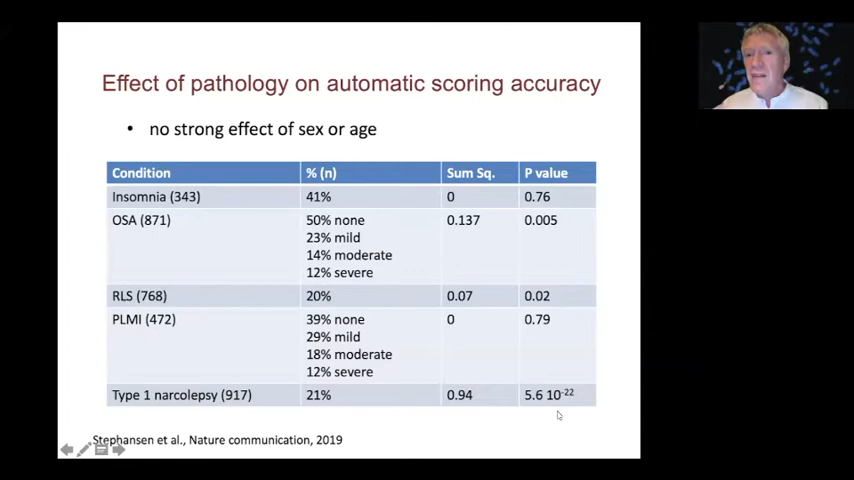 Effect of pathology on automatic scoring accuracy
• no strong effect of sex or age
Condition % (n) Sum Sq. P value
Insomnia (343) 41% 0 0.76
OSA (871) 50% none 0.137 0.005
23% mild
14% moderate
12% severe
RLS (768) 20% 0.07 0.02
PLMI (472) 39% none 0 0.79
29% mild
18% moderate
12% severe
Type 1 narcolepsy (917) 21% 0.94 5.6 10⁻²²
Stephansen et al., Nature communication, 2019